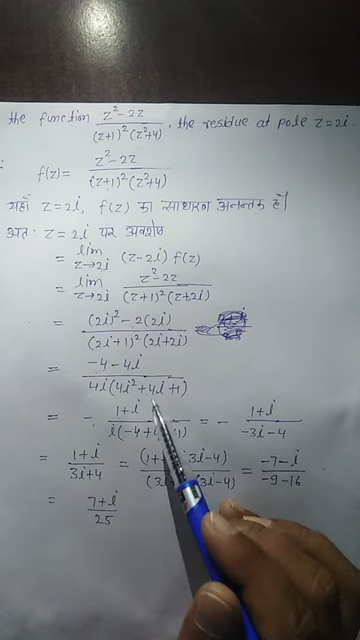 the function z²-2z/(z+1)²(z²+4), the residue at pole z=2i
f(z)= z²-2z/(z+1)²(z²+4)
यहाँ z=2i, f(z) का साधारण अनन्तक है।
अतः z=2i पर अवशेष
= lim z→2i (z-2i) f(z)
= lim z→2i z²-2z/(z+1)²(z+2i)
= (2i)²-2(2i)/(2i+1)²(2i+2i)
= -4-4i/4i(4i²+4i+1)
= - 1+i/i(-4+ 1) = - 1+i/-3i-4
= 1+i/3i+4 = (1+ 3i-4)/(3i (3i-4) = -7-i/-9-16
= 7+i/25